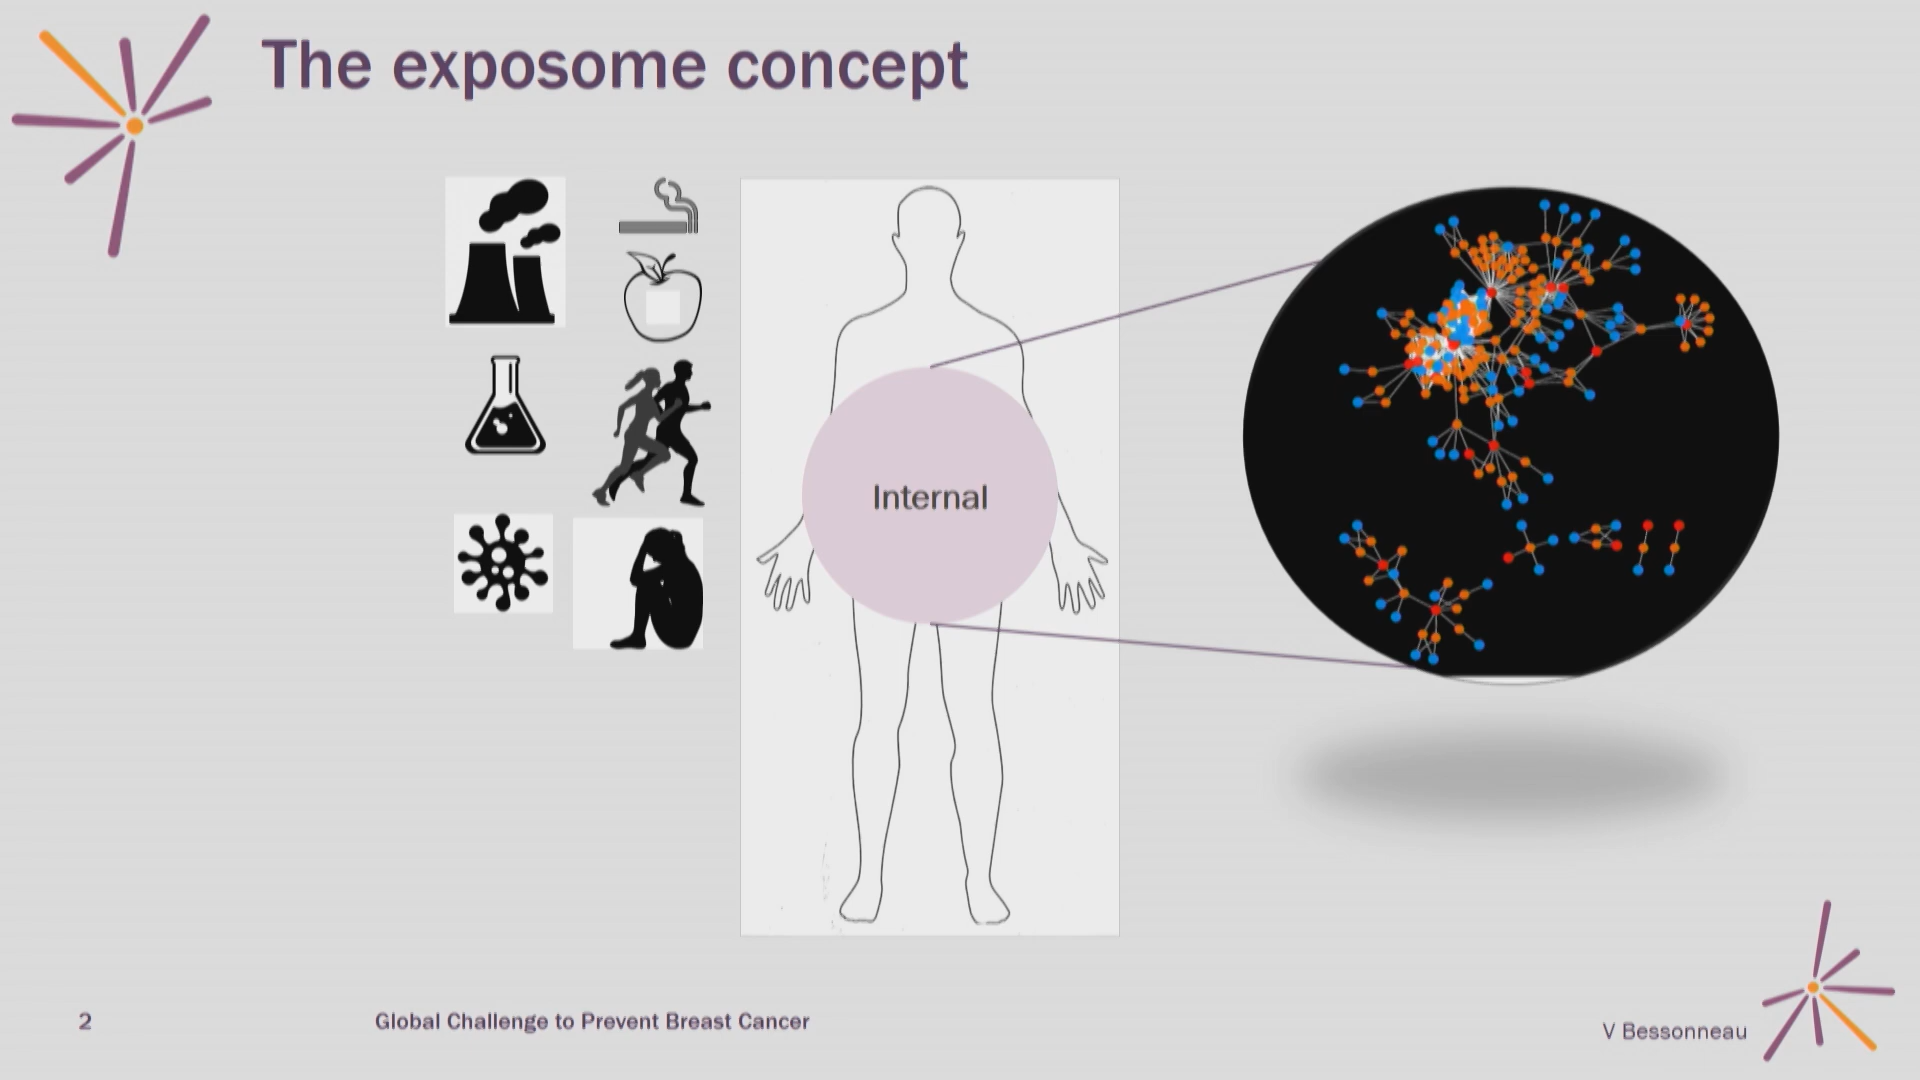 The exposome concept
Internal
2
Global Challenge to Prevent Breast Cancer
V Bessonneau